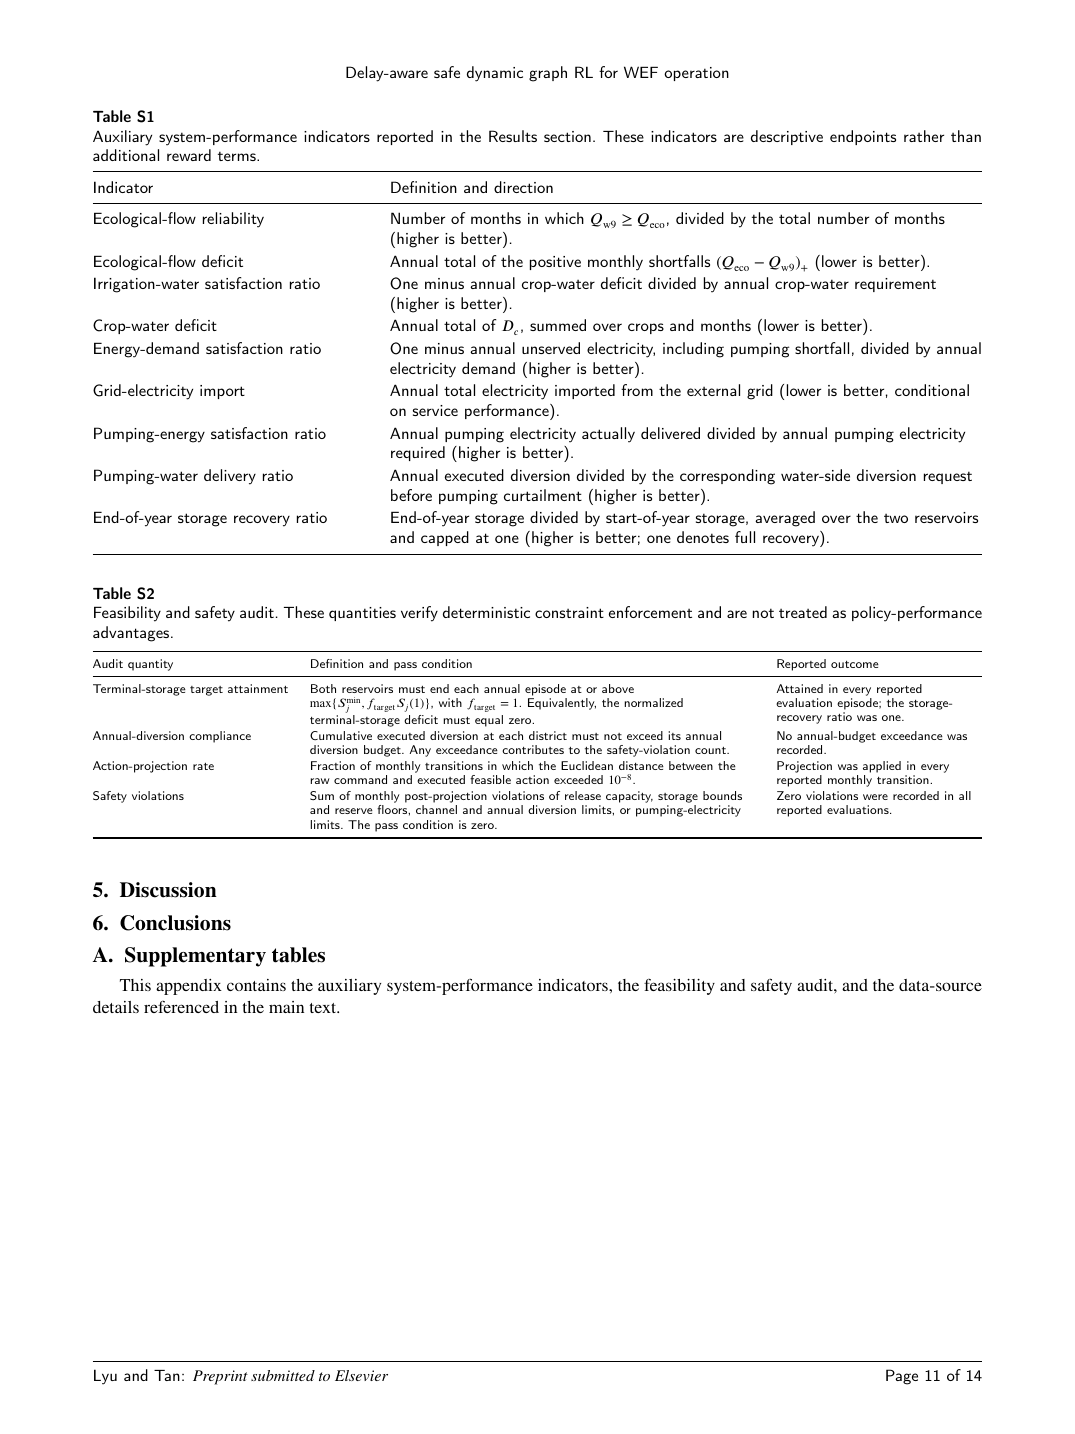 Delay-aware safe dynamic graph RL for WEF operation
Table S1
Auxiliary system-performance indicators reported in the Results section. These indicators are descriptive endpoints rather than
additional reward terms.
Indicator Definition and direction
Ecological-flow reliability Number of months in which Q_w9 ≥ Q_eco, divided by the total number of months
(higher is better).
Ecological-flow deficit Annual total of the positive monthly shortfalls (Q_eco − Q_w9)_+ (lower is better).
Irrigation-water satisfaction ratio One minus annual crop-water deficit divided by annual crop-water requirement
(higher is better).
Crop-water deficit Annual total of D_c, summed over crops and months (lower is better).
Energy-demand satisfaction ratio One minus annual unserved electricity, including pumping shortfall, divided by annual
electricity demand (higher is better).
Grid-electricity import Annual total electricity imported from the external grid (lower is better, conditional
on service performance).
Pumping-energy satisfaction ratio Annual pumping electricity actually delivered divided by annual pumping electricity
required (higher is better).
Pumping-water delivery ratio Annual executed diversion divided by the corresponding water-side diversion request
before pumping curtailment (higher is better).
End-of-year storage recovery ratio End-of-year storage divided by start-of-year storage, averaged over the two reservoirs
and capped at one (higher is better; one denotes full recovery).
Table S2
Feasibility and safety audit. These quantities verify deterministic constraint enforcement and are not treated as policy-performance
advantages.
Audit quantity Definition and pass condition Reported outcome
Terminal-storage target attainment Both reservoirs must end each annual episode at or above Attained in every reported
max{S_j^min, f_target S_j(1)}, with f_target = 1. Equivalently, the normalized evaluation episode; the storage-
terminal-storage deficit must equal zero. recovery ratio was one.
Annual-diversion compliance Cumulative executed diversion at each district must not exceed its annual No annual-budget exceedance was
diversion budget. Any exceedance contributes to the safety-violation count. recorded.
Action-projection rate Fraction of monthly transitions in which the Euclidean distance between the Projection was applied in every
raw command and executed feasible action exceeded 10^−8. reported monthly transition.
Safety violations Sum of monthly post-projection violations of release capacity, storage bounds Zero violations were recorded in all
and reserve floors, channel and annual diversion limits, or pumping-electricity reported evaluations.
limits. The pass condition is zero.
5. Discussion
6. Conclusions
A. Supplementary tables
This appendix contains the auxiliary system-performance indicators, the feasibility and safety audit, and the data-source
details referenced in the main text.
Lyu and Tan: Preprint submitted to Elsevier Page 11 of 14